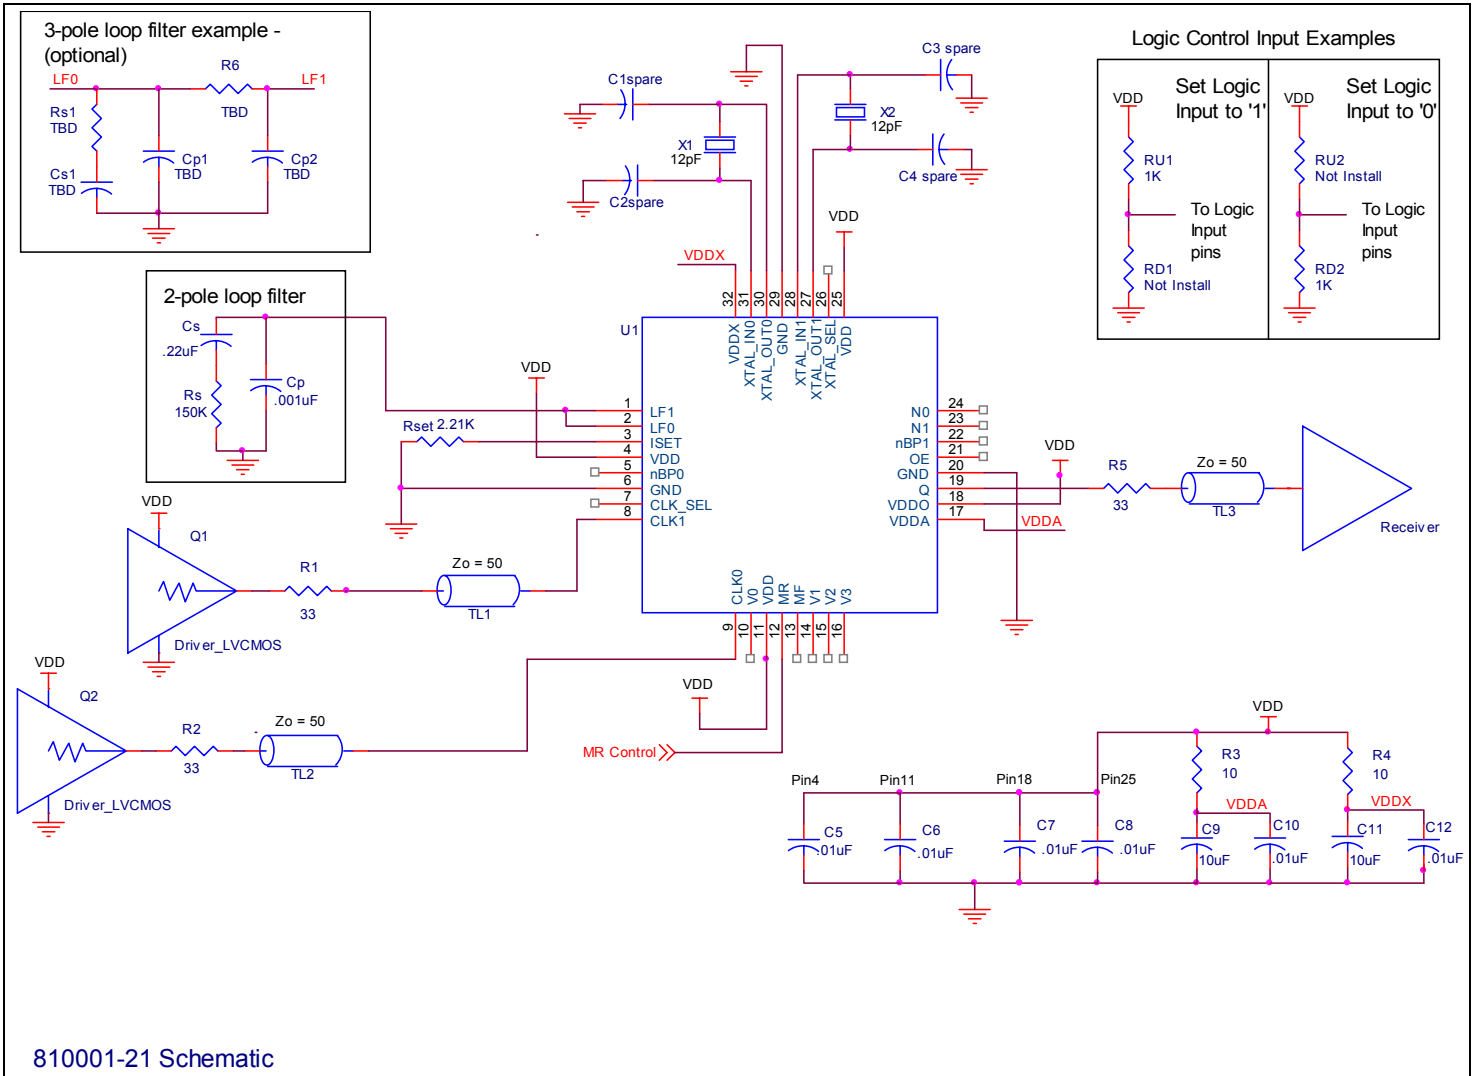 3-pole loop filter example -
(optional)
LF0
R6
LF1
TBD
Rs1
TBD
Cs1
TBD
Cp1
TBD
Cp2
TBD
2-pole loop filter
Cs
.22uF
Rs
150K
Cp
.001uF
C1spare
X1
12pF
C2spare
C3 spare
X2
12pF
C4 spare
VDDX
VDD
Logic Control Input Examples
Set Logic
Input to '1'
VDD
RU1
1K
To Logic
Input
pins
RD1
Not Install
Set Logic
Input to '0'
VDD
RU2
Not Install
To Logic
Input
pins
RD2
1K
U1
32
31
30
29
28
27
26
25
VDDX
XTAL_IN0
XTAL_OUT0
GND
XTAL_IN1
XTAL_OUT1
XTAL_SEL
VDD
VDD
Rset 2.21K
1
2
3
4
5
6
7
8
LF1
LF0
ISET
VDD
nBP0
GND
CLK_SEL
CLK1
N0
N1
nBP1
OE
GND
Q
VDDO
VDDA
24
23
22
21
20
19
18
17
CLK0
V0
VDD
MR
MF
V1
V2
V3
9
10
11
12
13
14
15
16
VDD
R5
33
Zo = 50
TL3
Receiver
VDDA
VDD
Q1
R1
33
Zo = 50
TL1
Driver_LVCMOS
VDD
Q2
R2
33
Zo = 50
TL2
Driver_LVCMOS
VDD
MR Control
VDD
R3
10
R4
10
Pin4
Pin11
Pin18
Pin25
VDDA
VDDX
C5
.01uF
C6
.01uF
C7
.01uF
C8
.01uF
C9
10uF
C10
.01uF
C11
10uF
C12
.01uF
810001-21 Schematic